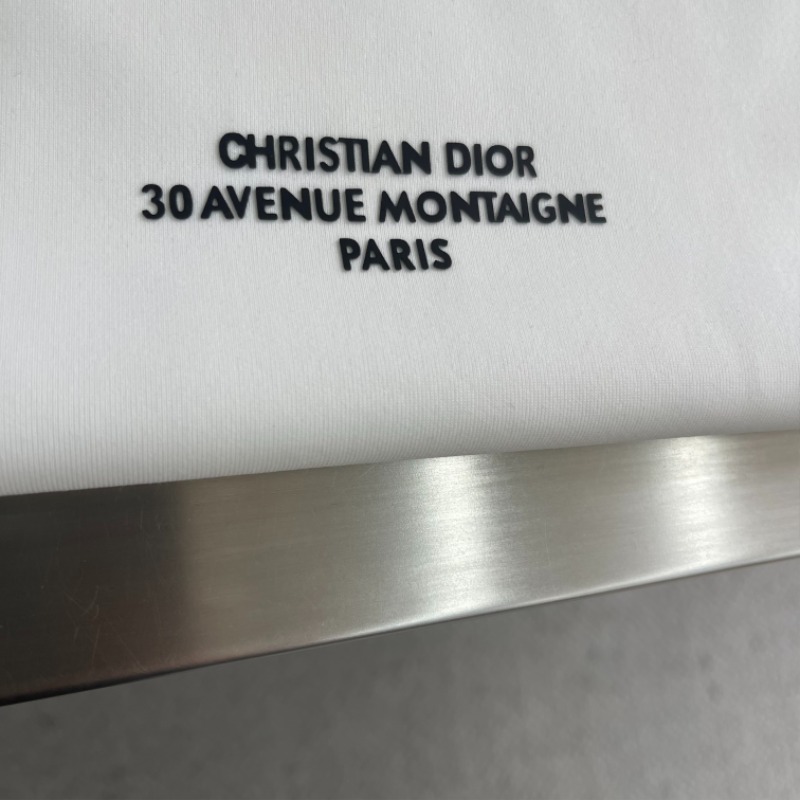 CHRISTIAN DIOR
30 AVENUE MONTAIGNE
PARIS